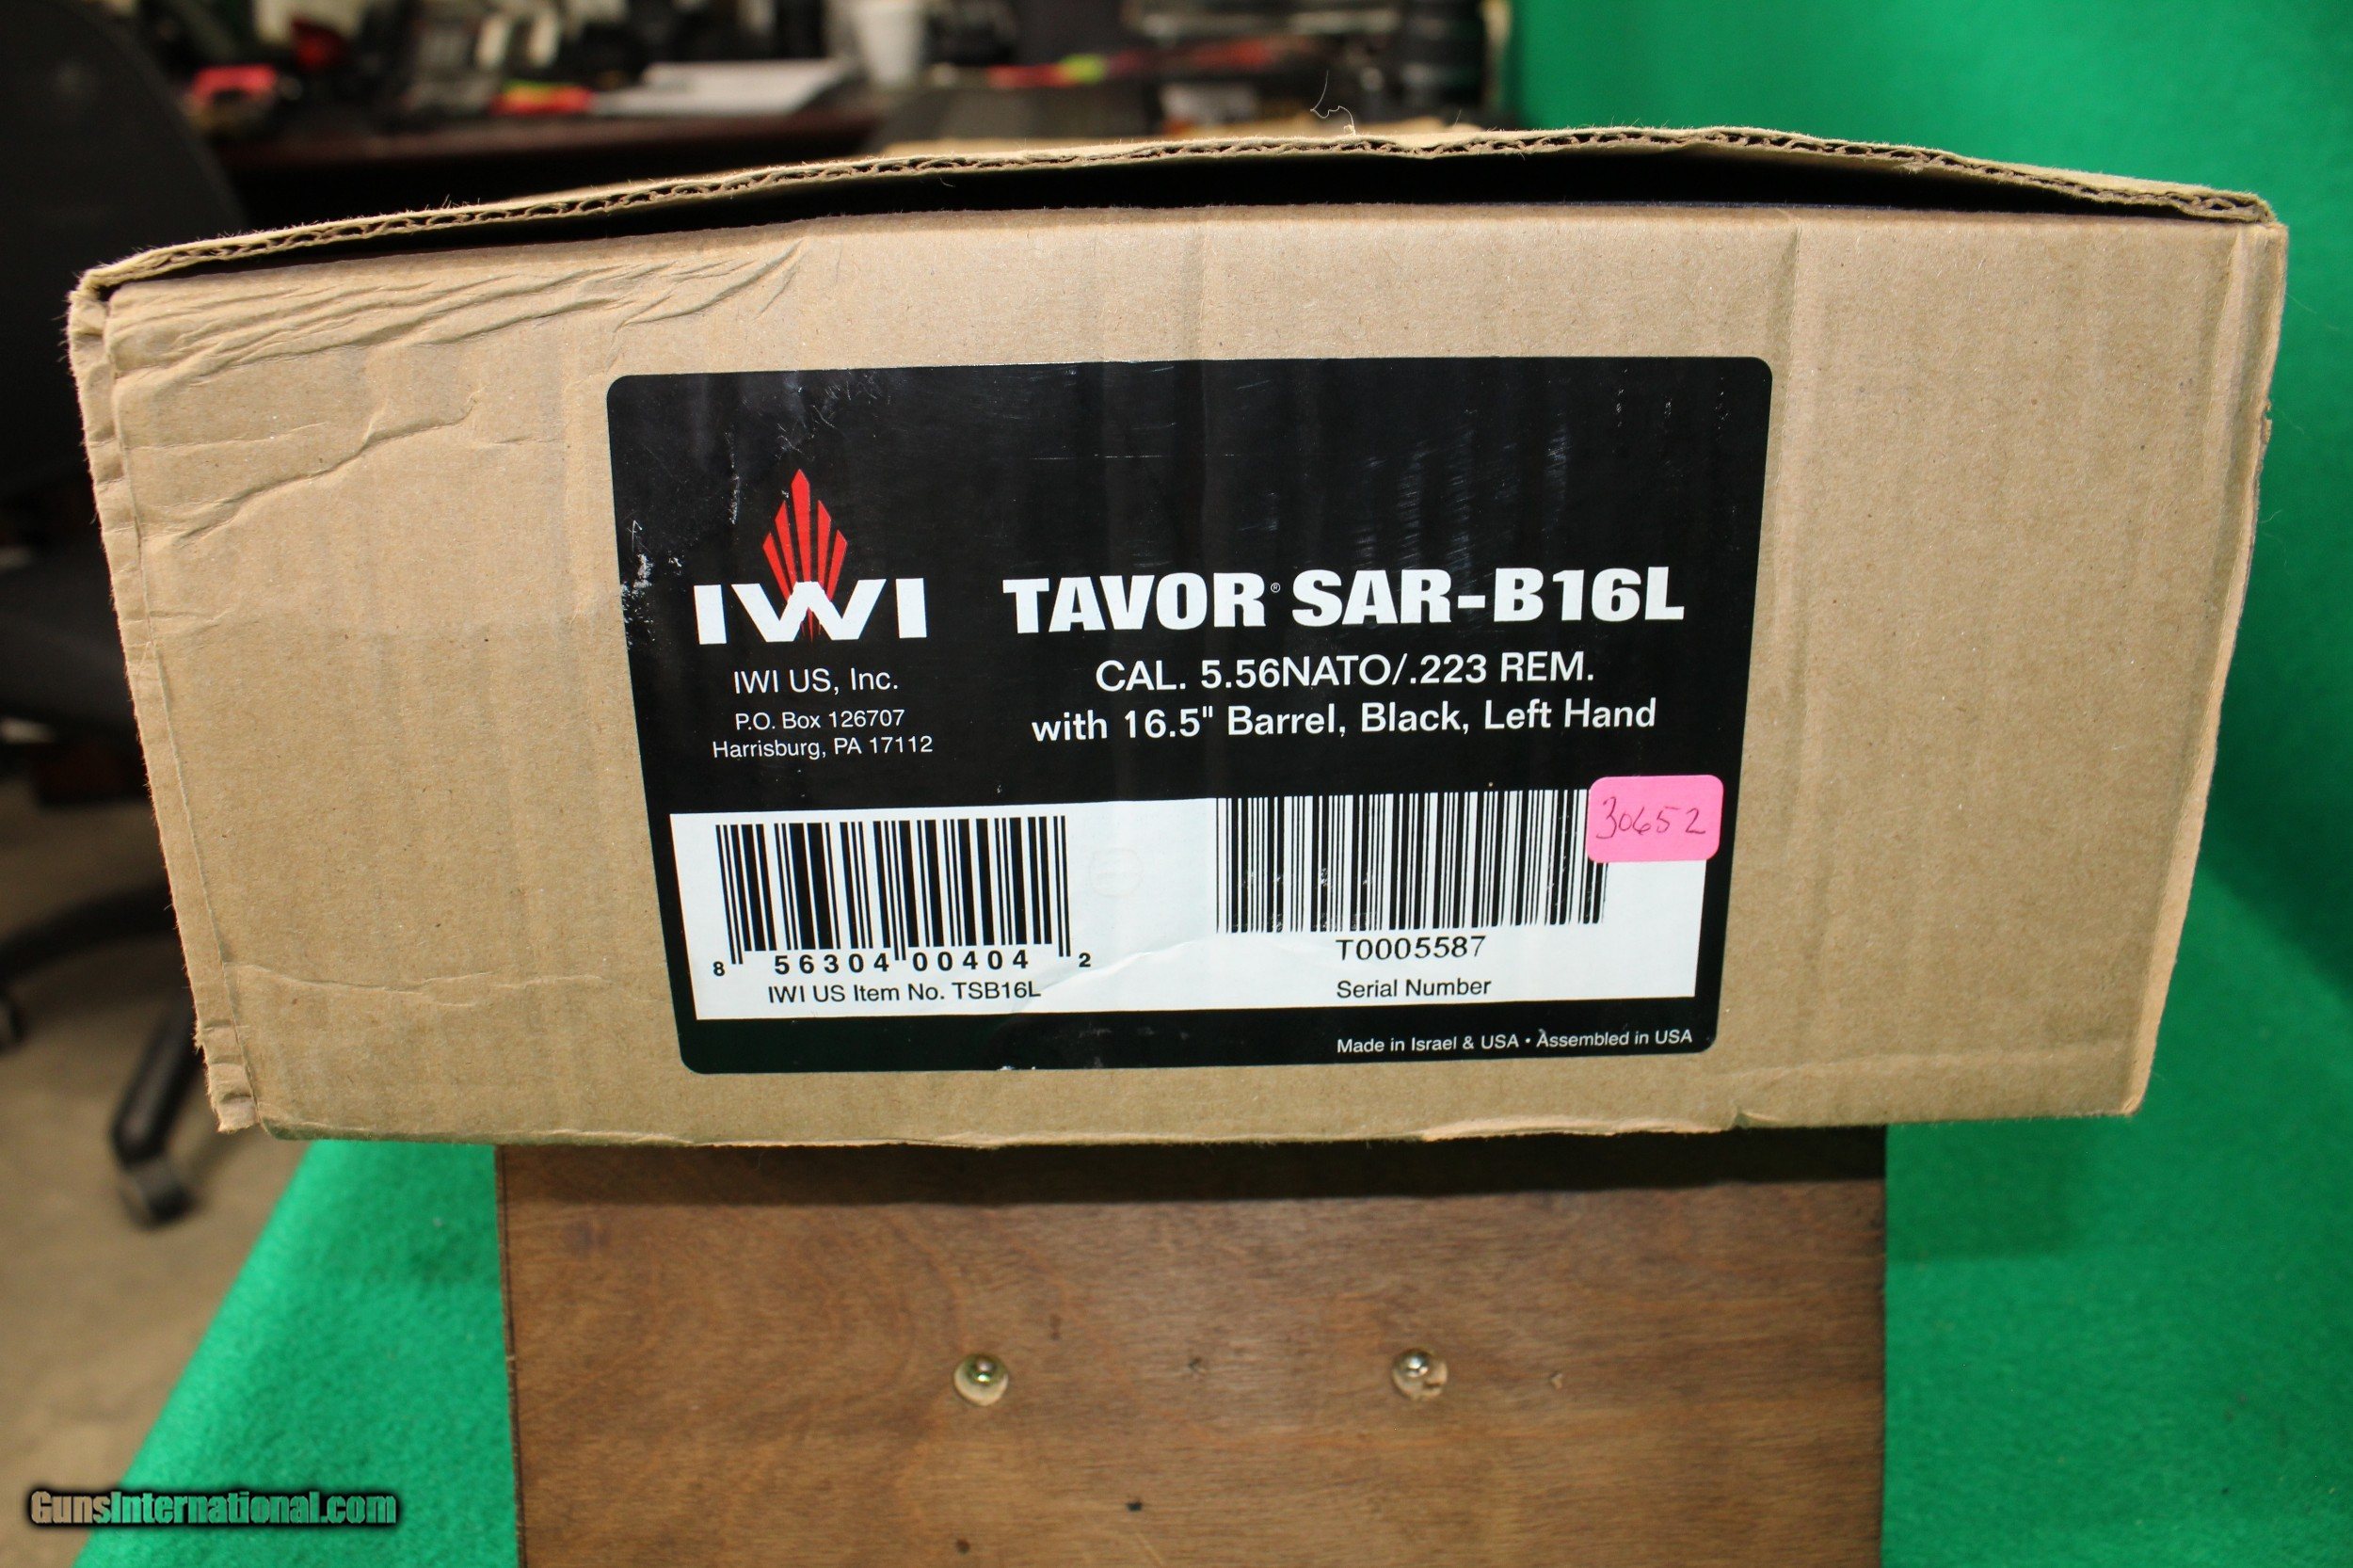 IWI
IWI US, Inc.
P.O. Box 126707
Harrisburg, PA 17112
TAVOR® SAR-B16L
CAL. 5.56NATO/.223 REM.
with 16.5" Barrel, Black, Left Hand
30652
8 56304 00404 2
IWI US Item No. TSB16L
T0005587
Serial Number
Made in Israel & USA • Assembled in USA
GunsInternational.com